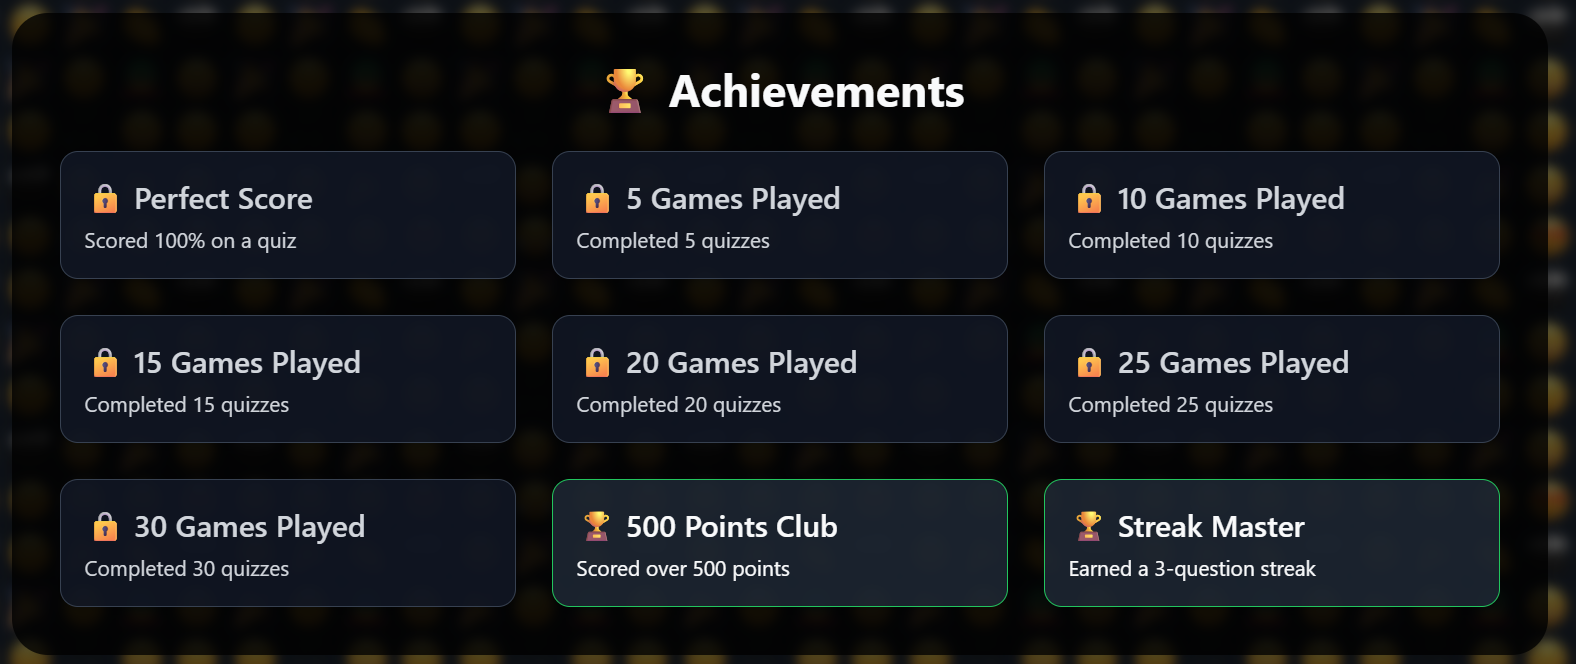 Achievements
Perfect Score
Scored 100% on a quiz
5 Games Played
Completed 5 quizzes
10 Games Played
Completed 10 quizzes
15 Games Played
Completed 15 quizzes
20 Games Played
Completed 20 quizzes
25 Games Played
Completed 25 quizzes
30 Games Played
Completed 30 quizzes
500 Points Club
Scored over 500 points
Streak Master
Earned a 3-question streak